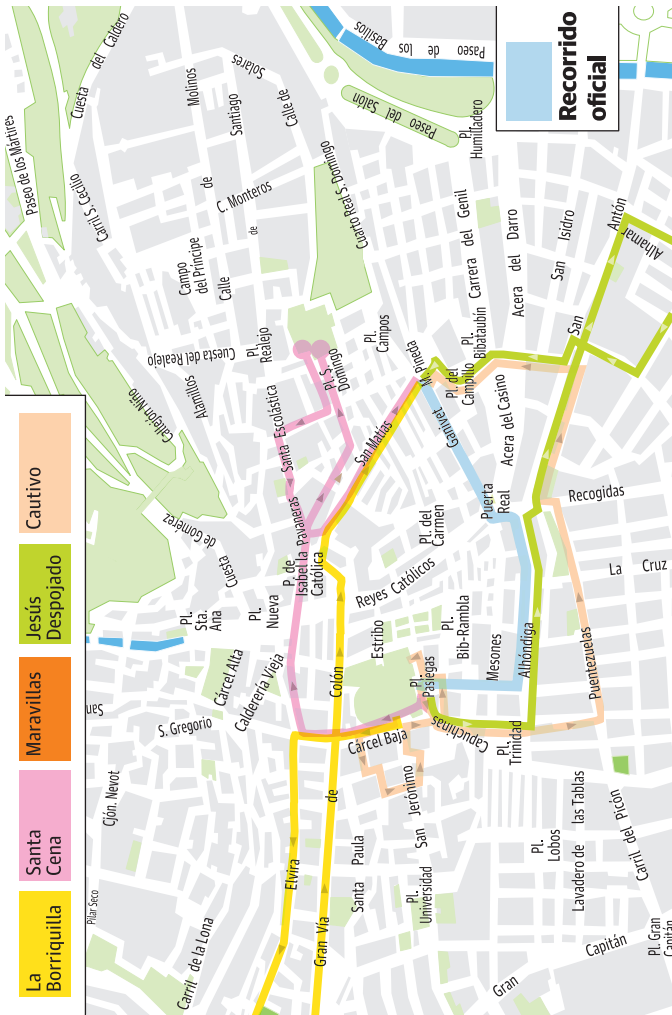 La
Borriquilla
Santa
Cena
Maravillas
Jesús
Despojado
Cautivo
Recorrido
oficial
Paseo de los Mártires
Cuesta del Caldero
Carril S. Cecilio
Molinos
Santiago
Solares
Calle de
de
C. Monteros
de
Campo
del Príncipe
Calle
Paseo del Salón
Paseo de los Basilios
Pl.
Humilladero
Cuarto Real S. Domingo
Cuesta del Realejo
Pl.
Realejo
Alamillos
Callejón Niño
Pl. S.
Domingo
Pl.
Campos
Santa Escolástica
San Matías
M. Pineda
Pl. del
Campillo
Pl.
Bibataubín
Carrera del Genil
Acera del Darro
San Isidro
San Antón
Alhamar
Ganivet
Acera del Casino
Puerta
Real
Recogidas
Pavaneras
P. de
Isabel la
Católica
Cuesta de Gomérez
Pl.
Sta.
Ana
Pl.
Nueva
Reyes Católicos
Pl. del
Carmen
La Cruz
Estribo
Pl.
Bib-Rambla
Mesones
Alhóndiga
Puentezuelas
Pl.
Pasiegas
Cárcel Alta
Calderería Vieja
S. Gregorio
San
Cjón. Nevot
Pilar Seco
Carril de la Lona
Elvira
Gran Vía de Colón
Cárcel Baja
Capuchinas
Pl.
Trinidad
San Jerónimo
Santa Paula
Pl.
Universidad
Pl.
Lobos
Lavadero de las Tablas
Carril del Picón
Gran Capitán
Pl. Gran
Capitán